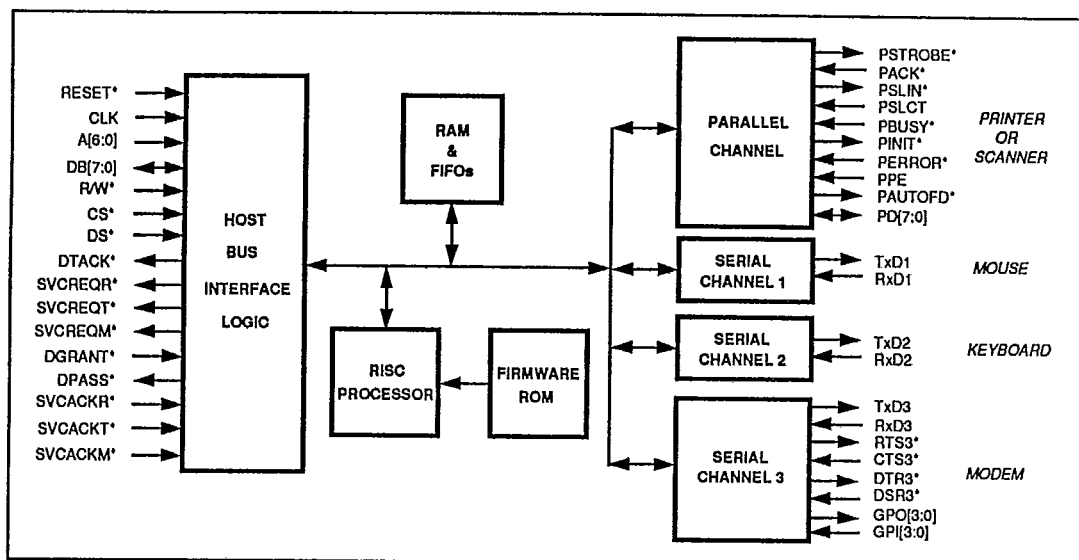 RESET*
CLK
A[6:0]
DB[7:0]
R/W*
CS*
DS*
DTACK*
SVCREQR*
SVCREQT*
SVCREQM*
DGRANT*
DPASS*
SVCACKR*
SVCACKT*
SVCACKM*
HOST
BUS
INTERFACE
LOGIC
RAM
&
FIFOs
RISC
PROCESSOR
FIRMWARE
ROM
PARALLEL
CHANNEL
PSTROBE*
PACK*
PSLIN*
PSLCT
PBUSY*
PINIT*
PERROR*
PPE
PAUTOFD*
PD[7:0]
PRINTER
OR
SCANNER
SERIAL
CHANNEL 1
TxD1
RxD1
MOUSE
SERIAL
CHANNEL 2
TxD2
RxD2
KEYBOARD
SERIAL
CHANNEL 3
TxD3
RxD3
RTS3*
CTS3*
DTR3*
DSR3*
GPO[3:0]
GPI[3:0]
MODEM